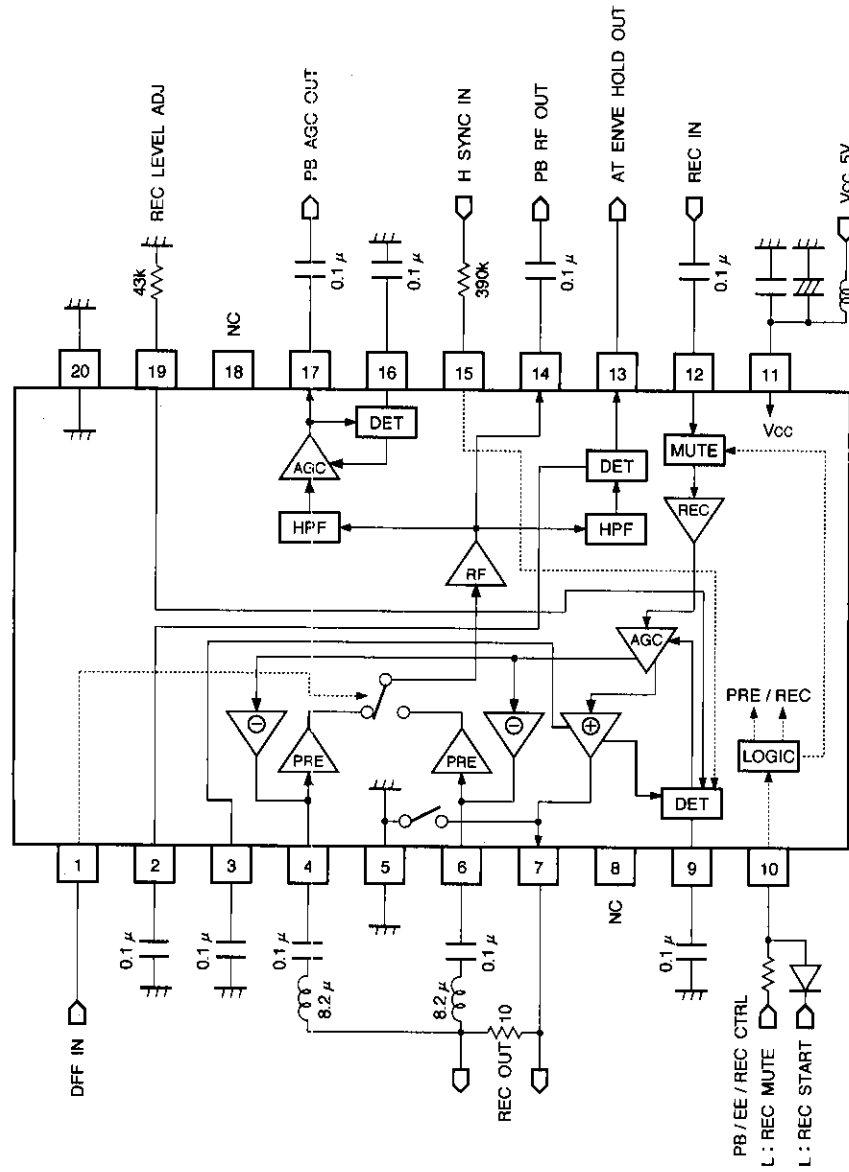 REC LEVEL ADJ
PB AGC OUT
H SYNC IN
PB RF OUT
AT ENVE HOLD OUT
REC IN
VCC 5V
43k
0.1 μ
0.1 μ
390k
0.1 μ
0.1 μ
NC
20
19
18
17
16
15
14
13
12
11
DET
AGC
HPF
RF
DET
HPF
MUTE
REC
VCC
AGC
PRE / REC
LOGIC
DET
⊖
PRE
PRE
⊖
⊕
1
2
3
4
5
6
7
8
9
10
NC
0.1 μ
0.1 μ
0.1 μ
8.2 μ
0.1 μ
8.2 μ
10
0.1 μ
DFF IN
REC OUT
PB / EE / REC CTRL
L : REC MUTE
L : REC START